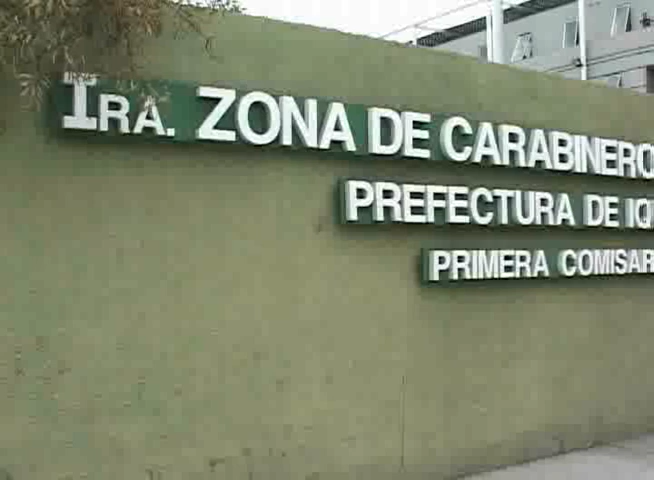 1RA. ZONA DE CARABINERO
PREFECTURA DE IQ
PRIMERA COMISAR